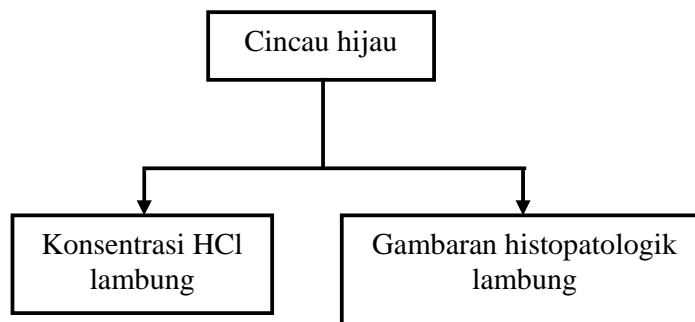 Cincau hijau
Konsentrasi HCl
lambung
Gambaran histopatologik
lambung